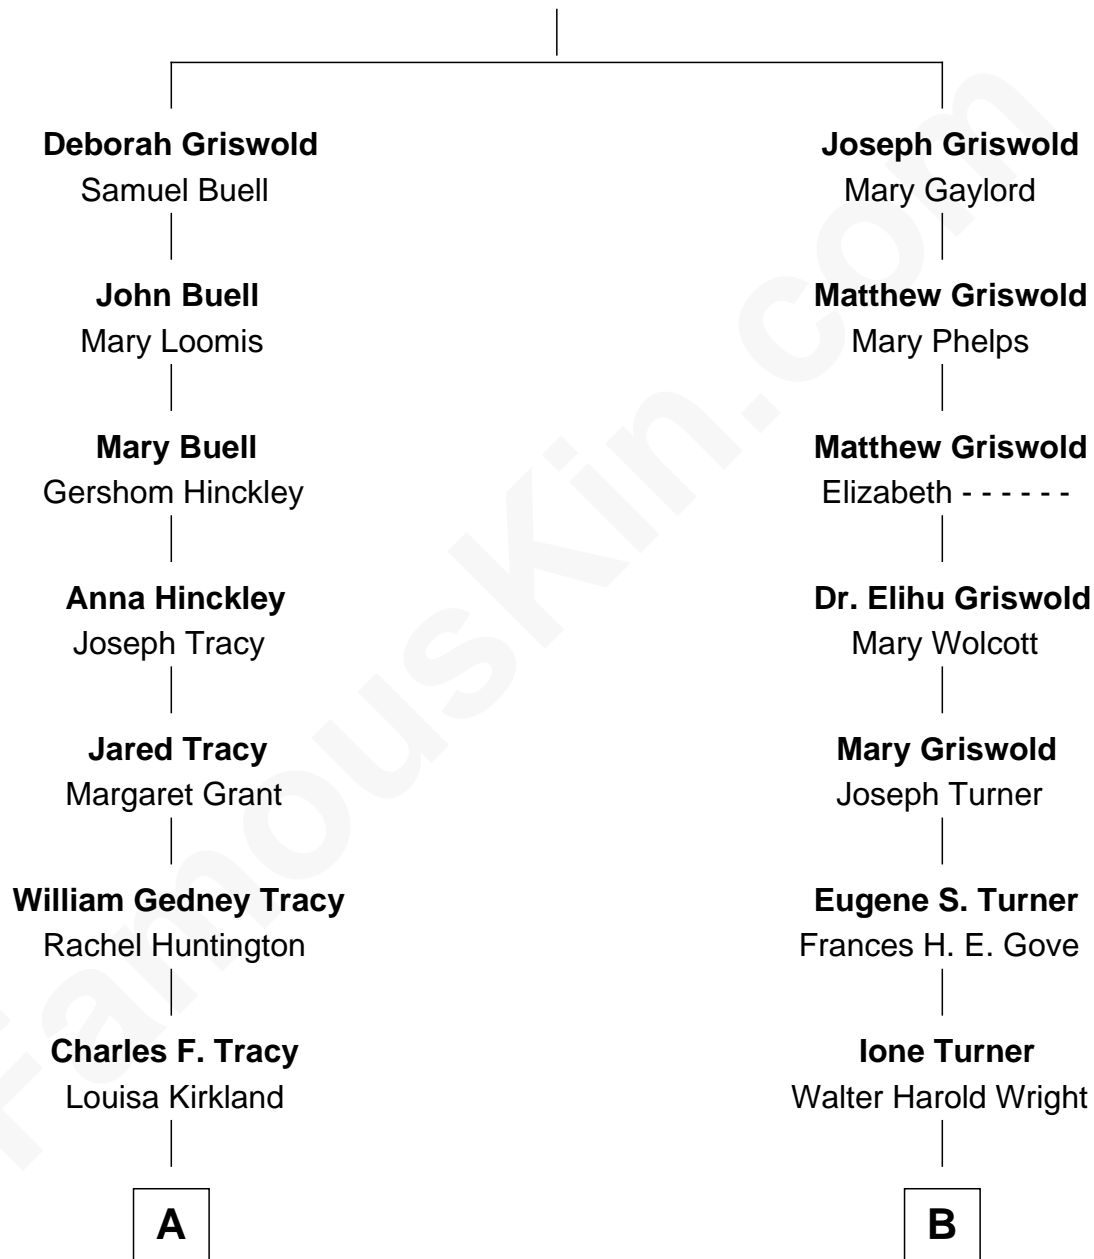 Deborah Griswold
Samuel Buell
John Buell
Mary Loomis
Mary Buell
Gershom Hinckley
Anna Hinckley
Joseph Tracy
Jared Tracy
Margaret Grant
William Gedney Tracy
Rachel Huntington
Charles F. Tracy
Louisa Kirkland
A
Joseph Griswold
Mary Gaylord
Matthew Griswold
Mary Phelps
Matthew Griswold
Elizabeth - - - - - -
Dr. Elihu Griswold
Mary Wolcott
Mary Griswold
Joseph Turner
Eugene S. Turner
Frances H. E. Gove
Ione Turner
Walter Harold Wright
B
FamousKin.com